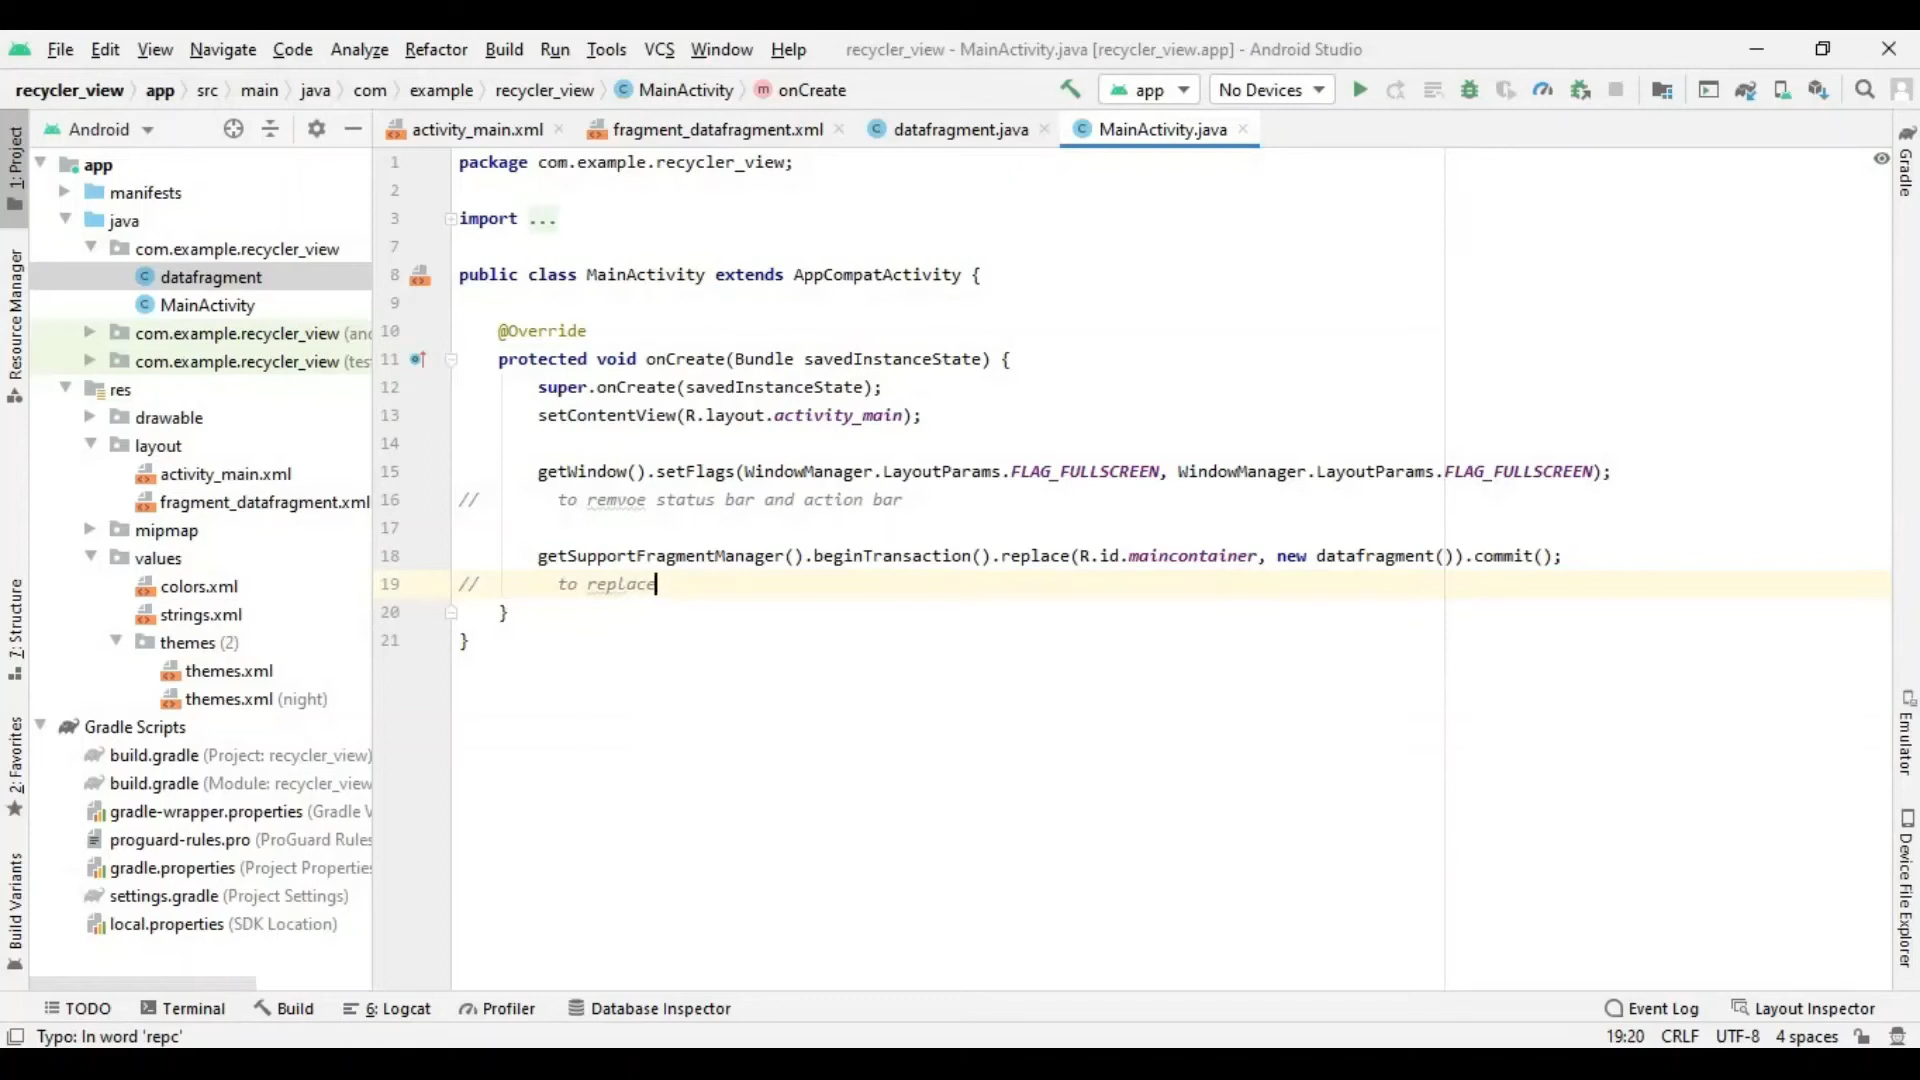 File Edit View Navigate Code Analyze Refactor Build Run Tools VCS Window Help recycler_view - MainActivity.java [recycler_view.app] - Android Studio
recycler_view app src main java com example recycler_view MainActivity onCreate app No Devices
Android activity_main.xml fragment_datafragment.xml datafragment.java MainActivity.java
1: Project
Resource Manager
7: Structure
2: Favorites
Build Variants
app
manifests
java
com.example.recycler_view
datafragment
MainActivity
com.example.recycler_view (and
com.example.recycler_view (tes
res
drawable
layout
activity_main.xml
fragment_datafragment.xml
mipmap
values
colors.xml
strings.xml
themes (2)
themes.xml
themes.xml (night)
Gradle Scripts
build.gradle (Project: recycler_view)
build.gradle (Module: recycler_view
gradle-wrapper.properties (Gradle V
proguard-rules.pro (ProGuard Rules
gradle.properties (Project Properties
settings.gradle (Project Settings)
local.properties (SDK Location)
1 package com.example.recycler_view;
2
3 import ...
7
8 public class MainActivity extends AppCompatActivity {
9
10 @Override
11 protected void onCreate(Bundle savedInstanceState) {
12 super.onCreate(savedInstanceState);
13 setContentView(R.layout.activity_main);
14
15 getWindow().setFlags(WindowManager.LayoutParams.FLAG_FULLSCREEN, WindowManager.LayoutParams.FLAG_FULLSCREEN);
16 // to remvoe status bar and action bar
17
18 getSupportFragmentManager().beginTransaction().replace(R.id.maincontainer, new datafragment()).commit();
19 // to replace
20 }
21 }
Gradle
Emulator
Device File Explorer
TODO Terminal Build 6: Logcat Profiler Database Inspector Event Log Layout Inspector
Typo: In word 'repc' 19:20 CRLF UTF-8 4 spaces